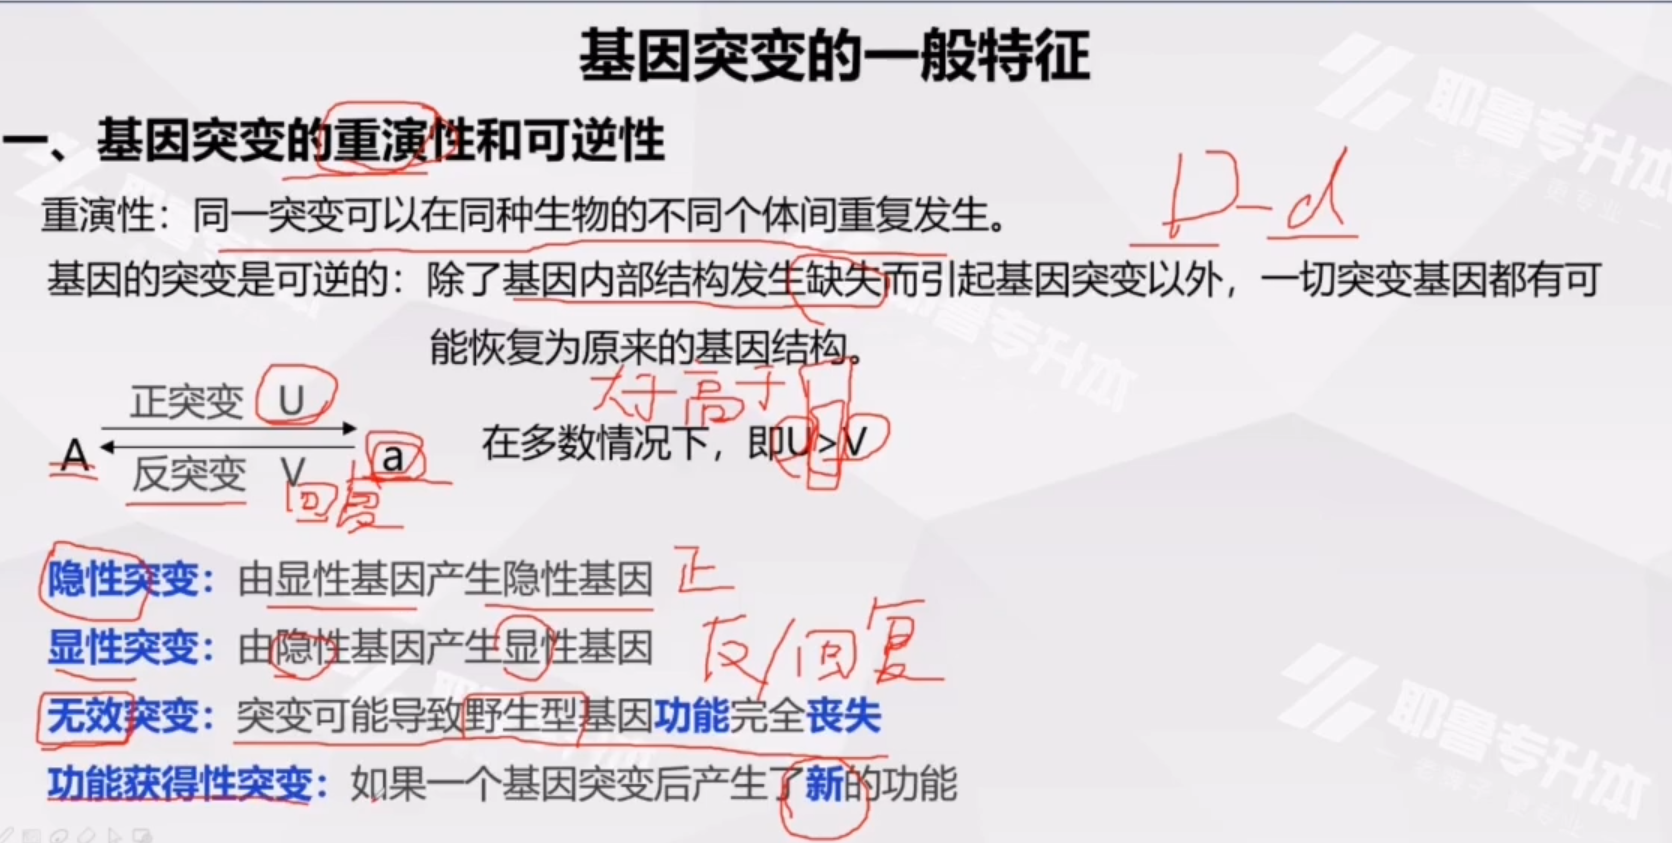 基因突变的一般特征
一、基因突变的重演性和可逆性
重演性：同一突变可以在同种生物的不同个体间重复发生。
D-d
基因的突变是可逆的：除了基因内部结构发生缺失而引起基因突变以外，一切突变基因都有可
能恢复为原来的基因结构。
高于
正突变 U
A
a
在多数情况下，即U>V
反突变 V
回复
隐性突变：由显性基因产生隐性基因 正
显性突变：由隐性基因产生显性基因 反/回复
无效突变：突变可能导致野生型基因功能完全丧失
功能获得性突变：如果一个基因突变后产生了新的功能
耶鲁专升本
耶鲁专升本
耶鲁专升本